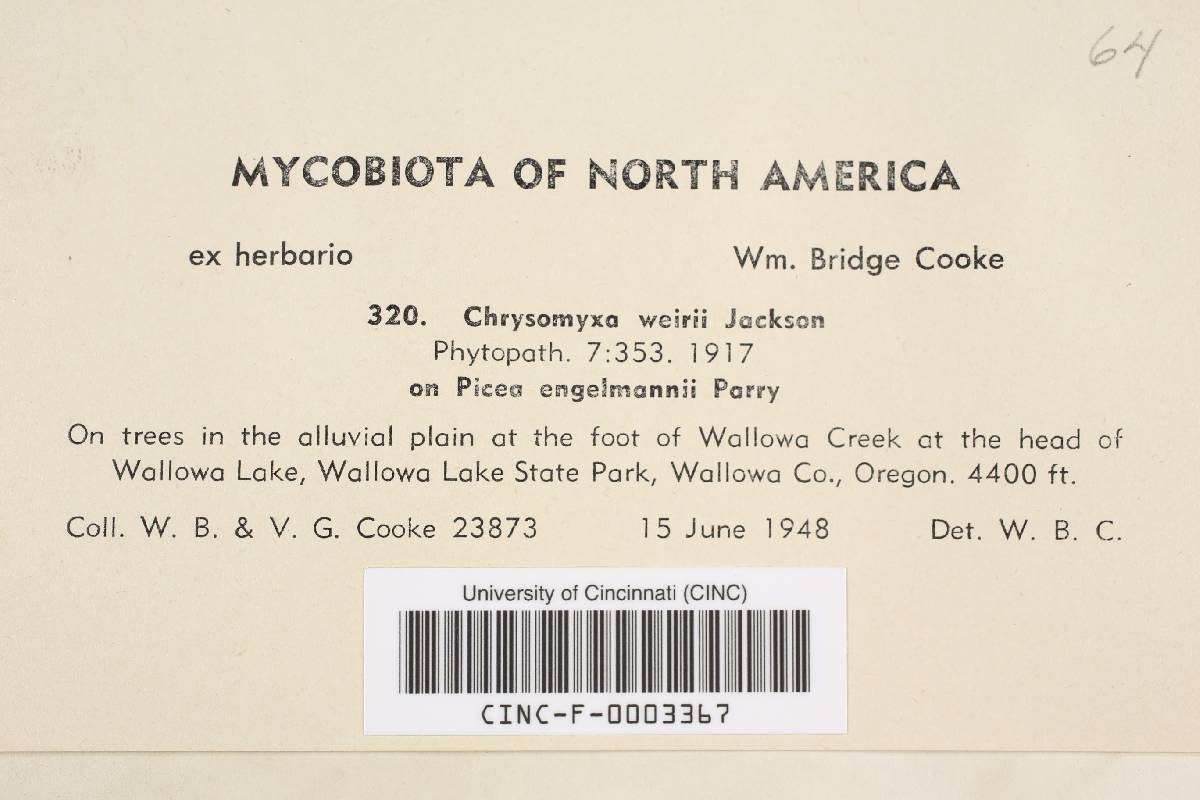 64
MYCOBIOTA OF NORTH AMERICA
ex herbario Wm. Bridge Cooke
320. Chrysomyxa weirii Jackson
Phytopath. 7:353. 1917
on Picea engelmannii Parry
On trees in the alluvial plain at the foot of Wallowa Creek at the head of
Wallowa Lake, Wallowa Lake State Park, Wallowa Co., Oregon. 4400 ft.
Coll. W. B. & V. G. Cooke 23873 15 June 1948 Det. W. B. C.
University of Cincinnati (CINC)
CINC-F-0003367